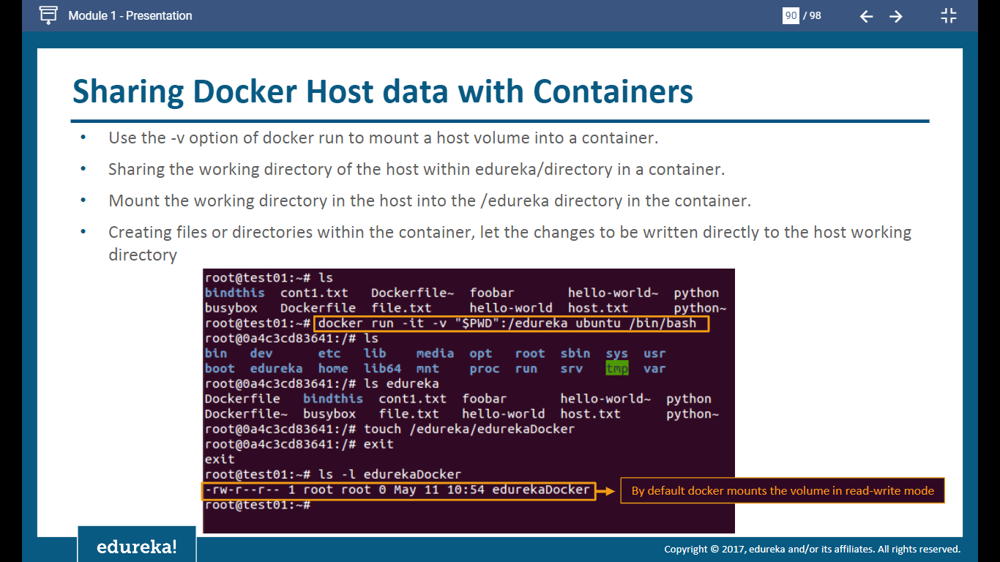 Module 1 - Presentation
90 / 98
Sharing Docker Host data with Containers
• Use the -v option of docker run to mount a host volume into a container.
• Sharing the working directory of the host within edureka/directory in a container.
• Mount the working directory in the host into the /edureka directory in the container.
• Creating files or directories within the container, let the changes to be written directly to the host working
directory
root@test01:~# ls
bindthis cont1.txt Dockerfile~ foobar hello-world~ python
busybox Dockerfile file.txt hello-world host.txt python~
root@test01:~# docker run -it -v "$PWD":/edureka ubuntu /bin/bash
root@0a4c3cd83641:/# ls
bin dev etc lib media opt root sbin sys usr
boot edureka home lib64 mnt proc run srv tmp var
root@0a4c3cd83641:/# ls edureka
Dockerfile bindthis cont1.txt foobar hello-world~ python
Dockerfile~ busybox file.txt hello-world host.txt python~
root@0a4c3cd83641:/# touch /edureka/edurekaDocker
root@0a4c3cd83641:/# exit
exit
root@test01:~# ls -l edurekaDocker
-rw-r--r-- 1 root root 0 May 11 10:54 edurekaDocker
By default docker mounts the volume in read-write mode
root@test01:~#
edureka!
Copyright © 2017, edureka and/or its affiliates. All rights reserved.